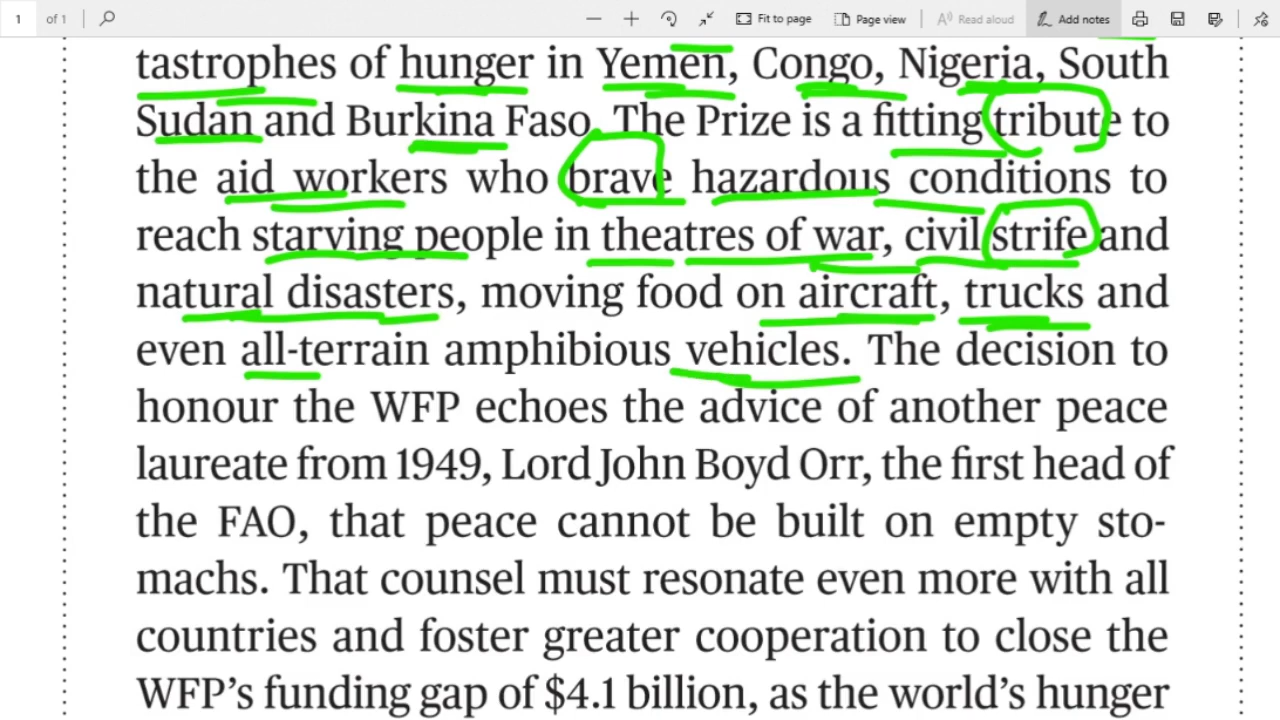 1 of 1 Fit to page Page view Read aloud Add notes
tastrophes of hunger in Yemen, Congo, Nigeria, South
Sudan and Burkina Faso. The Prize is a fitting tribute to
the aid workers who brave hazardous conditions to
reach starving people in theatres of war, civil strife and
natural disasters, moving food on aircraft, trucks and
even all-terrain amphibious vehicles. The decision to
honour the WFP echoes the advice of another peace
laureate from 1949, Lord John Boyd Orr, the first head of
the FAO, that peace cannot be built on empty sto-
machs. That counsel must resonate even more with all
countries and foster greater cooperation to close the
WFP’s funding gap of $4.1 billion, as the world’s hunger